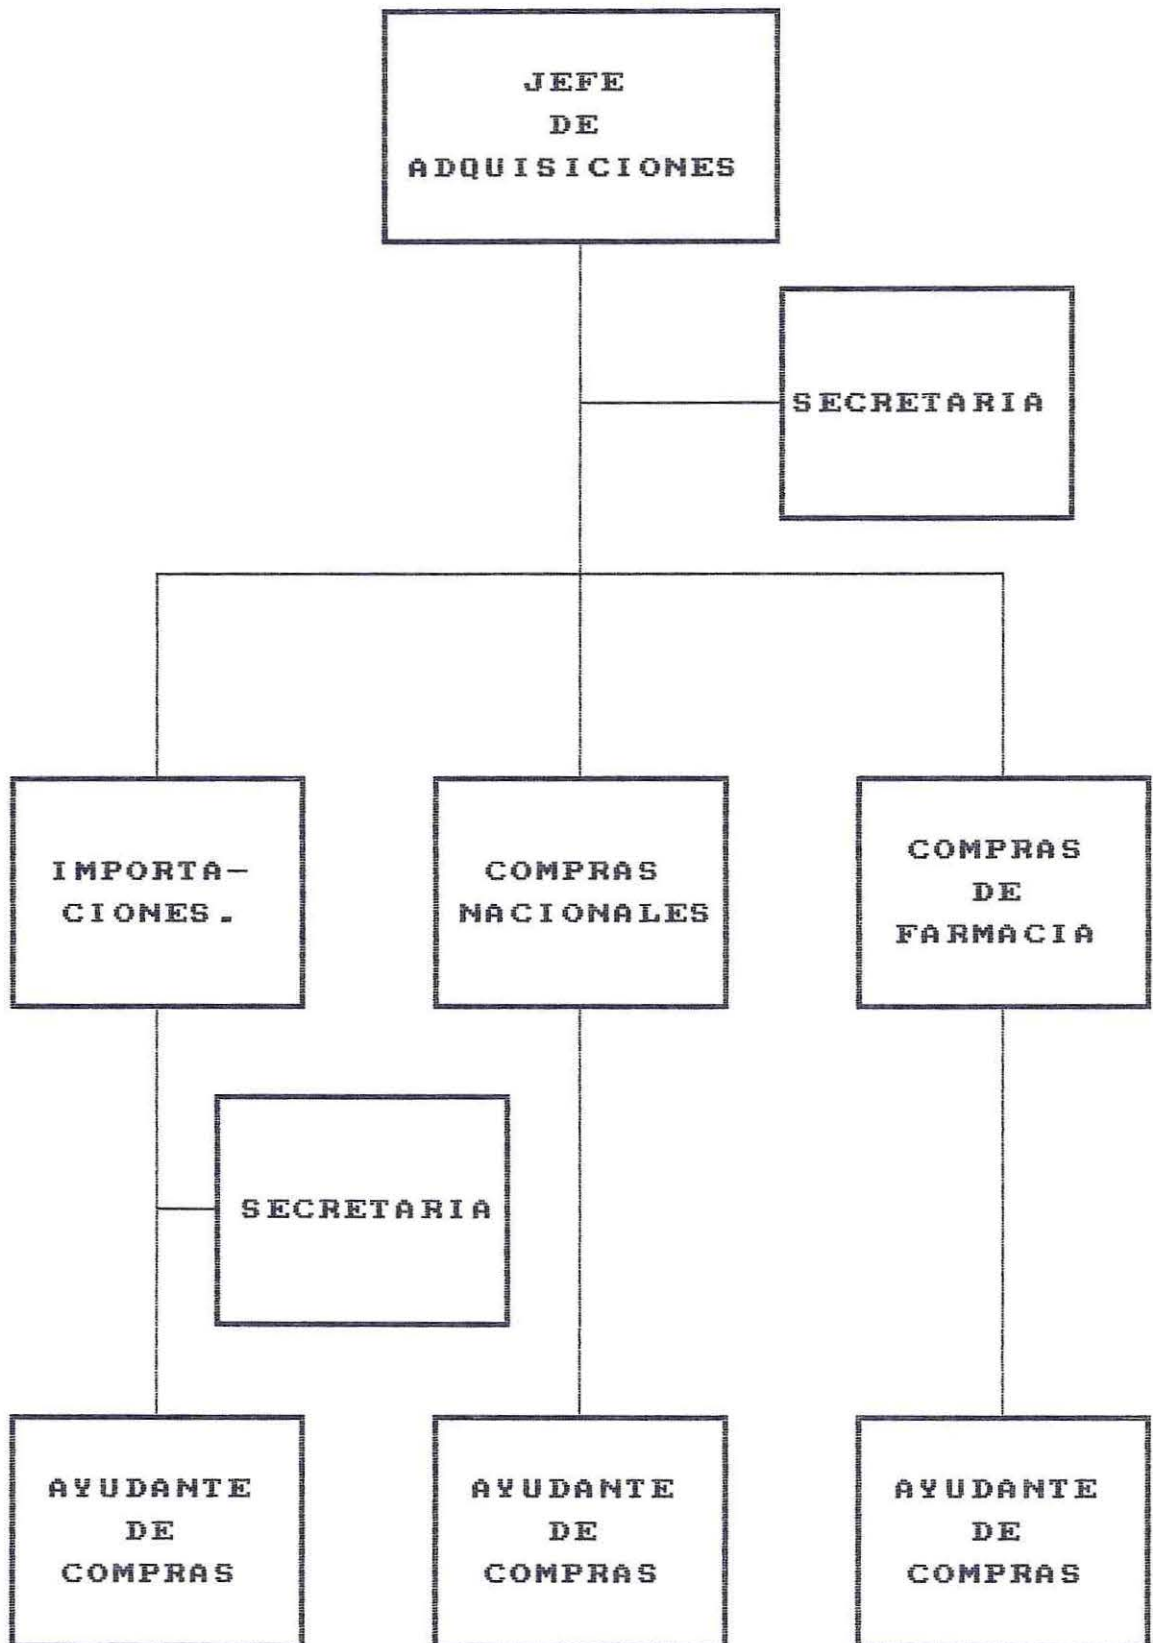 JEFE
DE
ADQUISICIONES
SECRETARIA
IMPORTA-
CIONES.
COMPRAS
NACIONALES
COMPRAS
DE
FARMACIA
SECRETARIA
AYUDANTE
DE
COMPRAS
AYUDANTE
DE
COMPRAS
AYUDANTE
DE
COMPRAS